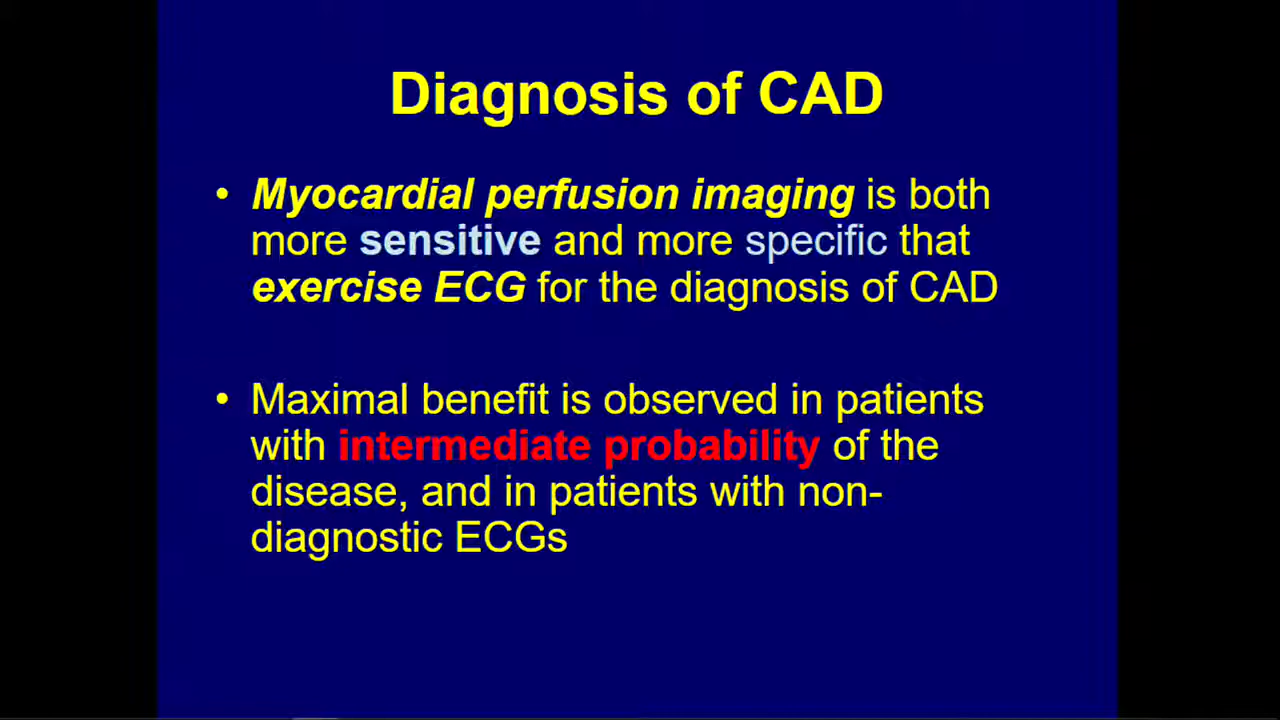 Diagnosis of CAD
• Myocardial perfusion imaging is both
more sensitive and more specific that
exercise ECG for the diagnosis of CAD
• Maximal benefit is observed in patients
with intermediate probability of the
disease, and in patients with non-
diagnostic ECGs